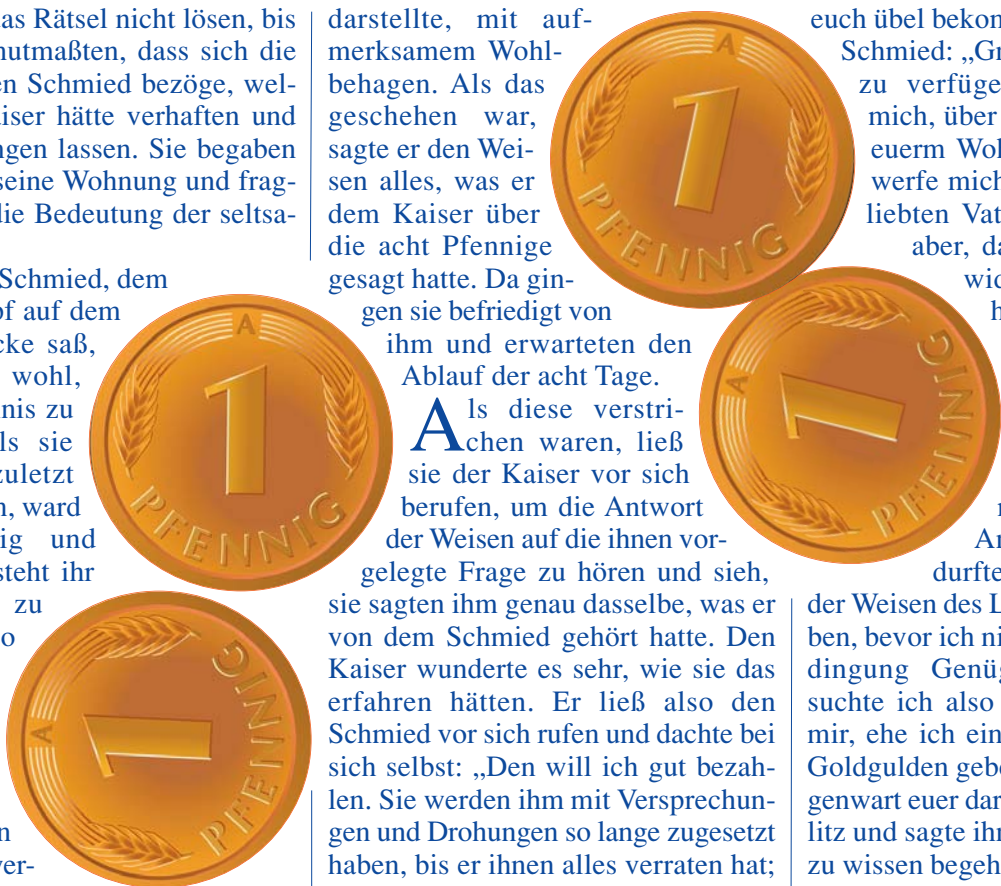 as Rätsel nicht lösen, bis
nutmaßten, dass sich die
en Schmied bezöge, wel-
aiser hätte verhaften und
ngen lassen. Sie begaben
seine Wohnung und frag-
die Bedeutung der seltsa-
Schmied, dem
pf auf dem
cke saß,
wohl,
nis zu
ls sie
zuletzt
n, ward
ig und
steht ihr
zu
o
n
ver-
darstellte, mit auf-
merksamem Wohl-
behagen. Als das
geschehen war,
sagte er den Wei-
sen alles, was er
dem Kaiser über
die acht Pfennige
gesagt hatte. Da gin-
gen sie befriedigt von
ihm und erwarteten den
Ablauf der acht Tage.
Als diese verstri-
chen waren, ließ
sie der Kaiser vor sich
berufen, um die Antwort
der Weisen auf die ihnen vor-
gelegte Frage zu hören und sieh,
sie sagten ihm genau dasselbe, was er
von dem Schmied gehört hatte. Den
Kaiser wunderte es sehr, wie sie das
erfahren hätten. Er ließ also den
Schmied vor sich rufen und dachte bei
sich selbst: „Den will ich gut bezah-
len. Sie werden ihm mit Versprechun-
gen und Drohungen so lange zugesetzt
haben, bis er ihnen alles verraten hat;
euch übel bekon
Schmied: „Gr
zu verfüge
mich, über
euerm Wol
werfe mich
liebten Vat
aber, da
wid
h
n
An
durfte
der Weisen des L
ben, bevor ich ni
dingung Genüg
suchte ich also
mir, ehe ich ein
Goldgulden geb
genwart euer dar
litz und sagte ihn
zu wissen begeh
A
1
PFENNIG
A
1
PFENNIG
A
1
PFENNIG
A
1
PFENNIG